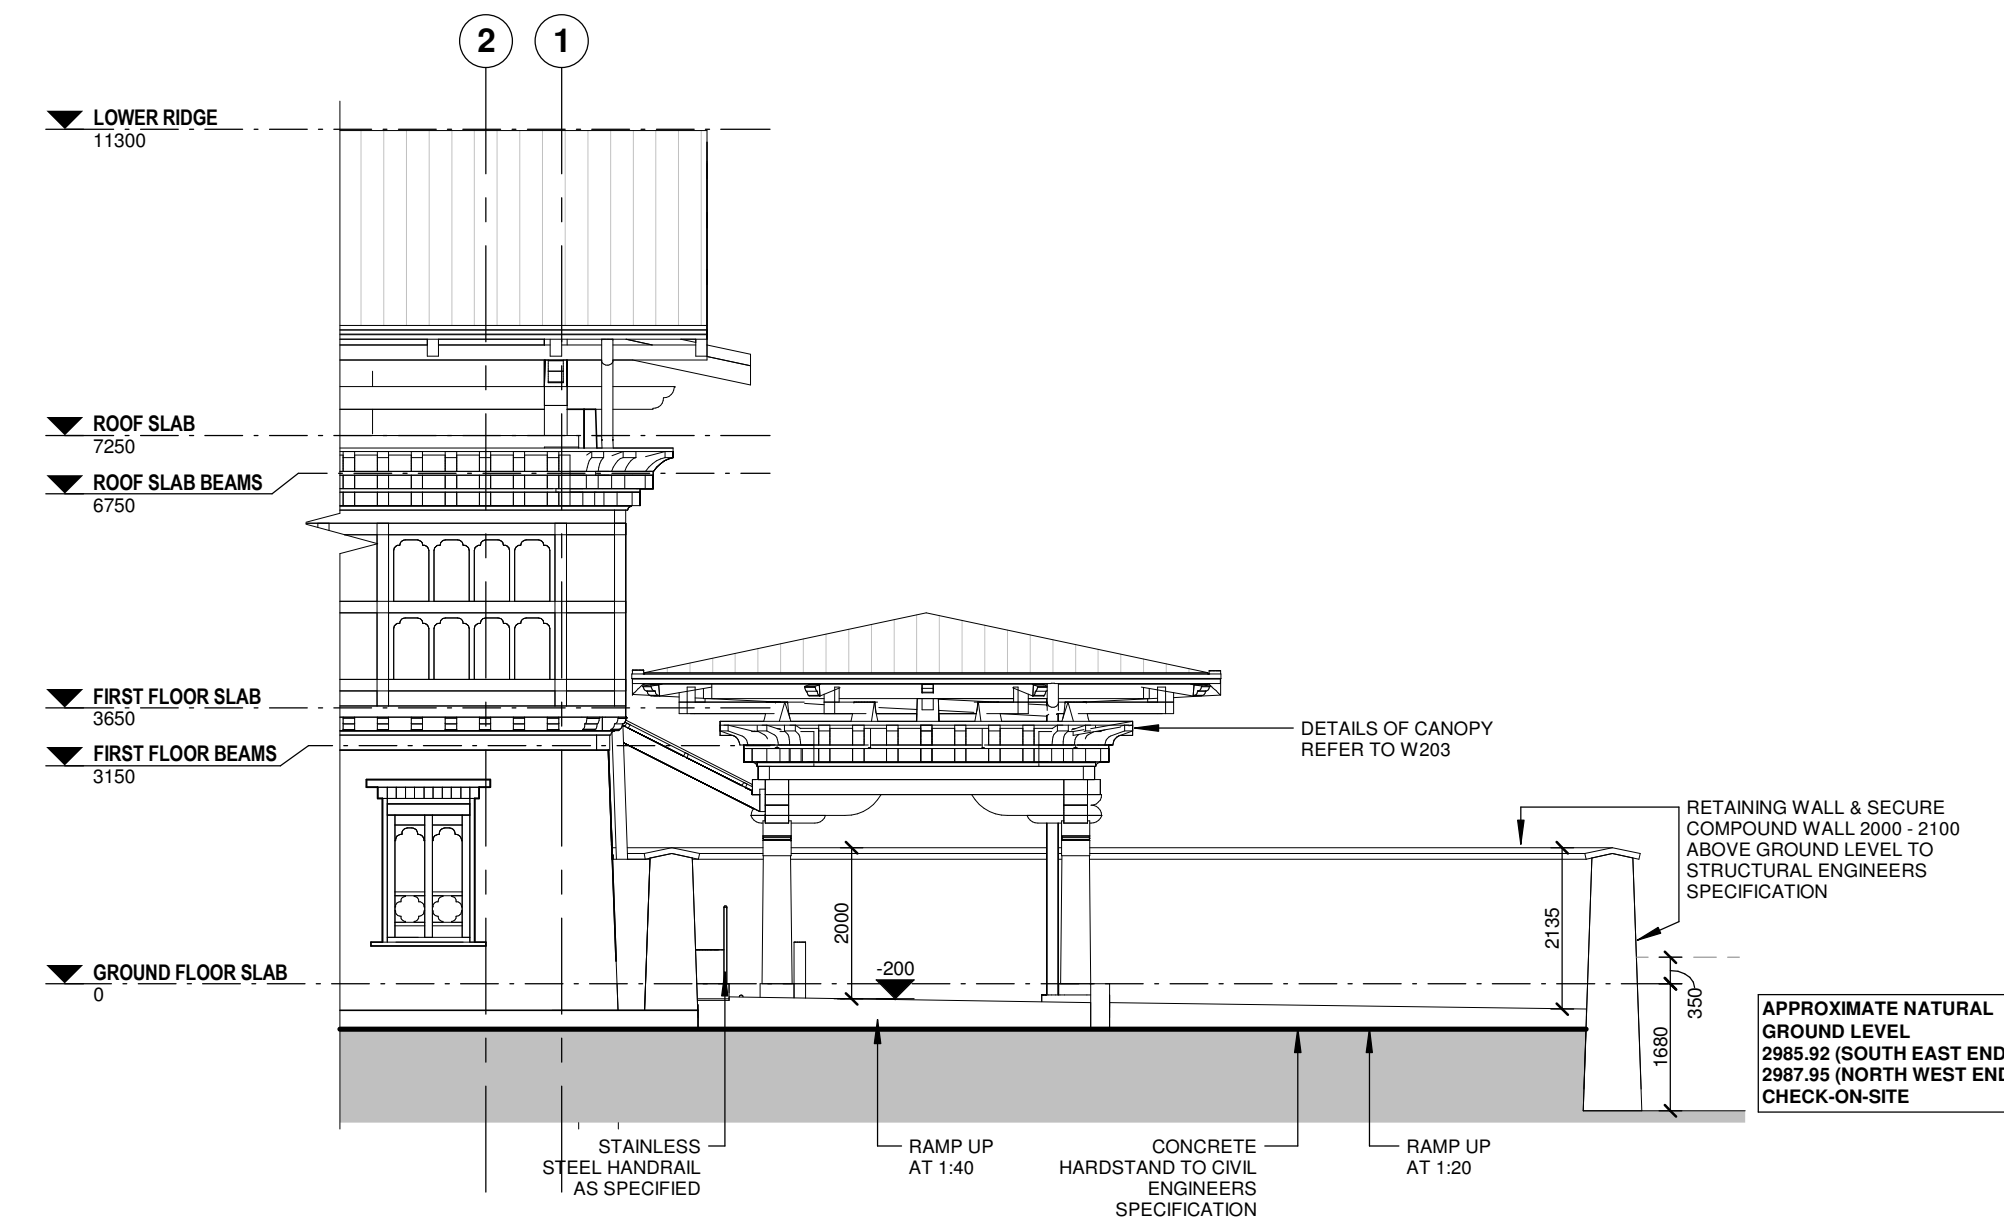 2
1
LOWER RIDGE
11300
ROOF SLAB
7250
ROOF SLAB BEAMS
6750
FIRST FLOOR SLAB
3650
FIRST FLOOR BEAMS
3150
GROUND FLOOR SLAB
0
DETAILS OF CANOPY
REFER TO W203
RETAINING WALL & SECURE
COMPOUND WALL 2000 - 2100
ABOVE GROUND LEVEL TO
STRUCTURAL ENGINEERS
SPECIFICATION
2000
-200
2135
350
1680
APPROXIMATE NATURAL
GROUND LEVEL
2985.92 (SOUTH EAST END
2987.95 (NORTH WEST END
CHECK-ON-SITE
STAINLESS
STEEL HANDRAIL
AS SPECIFIED
RAMP UP
AT 1:40
CONCRETE
HARDSTAND TO CIVIL
ENGINEERS
SPECIFICATION
RAMP UP
AT 1:20